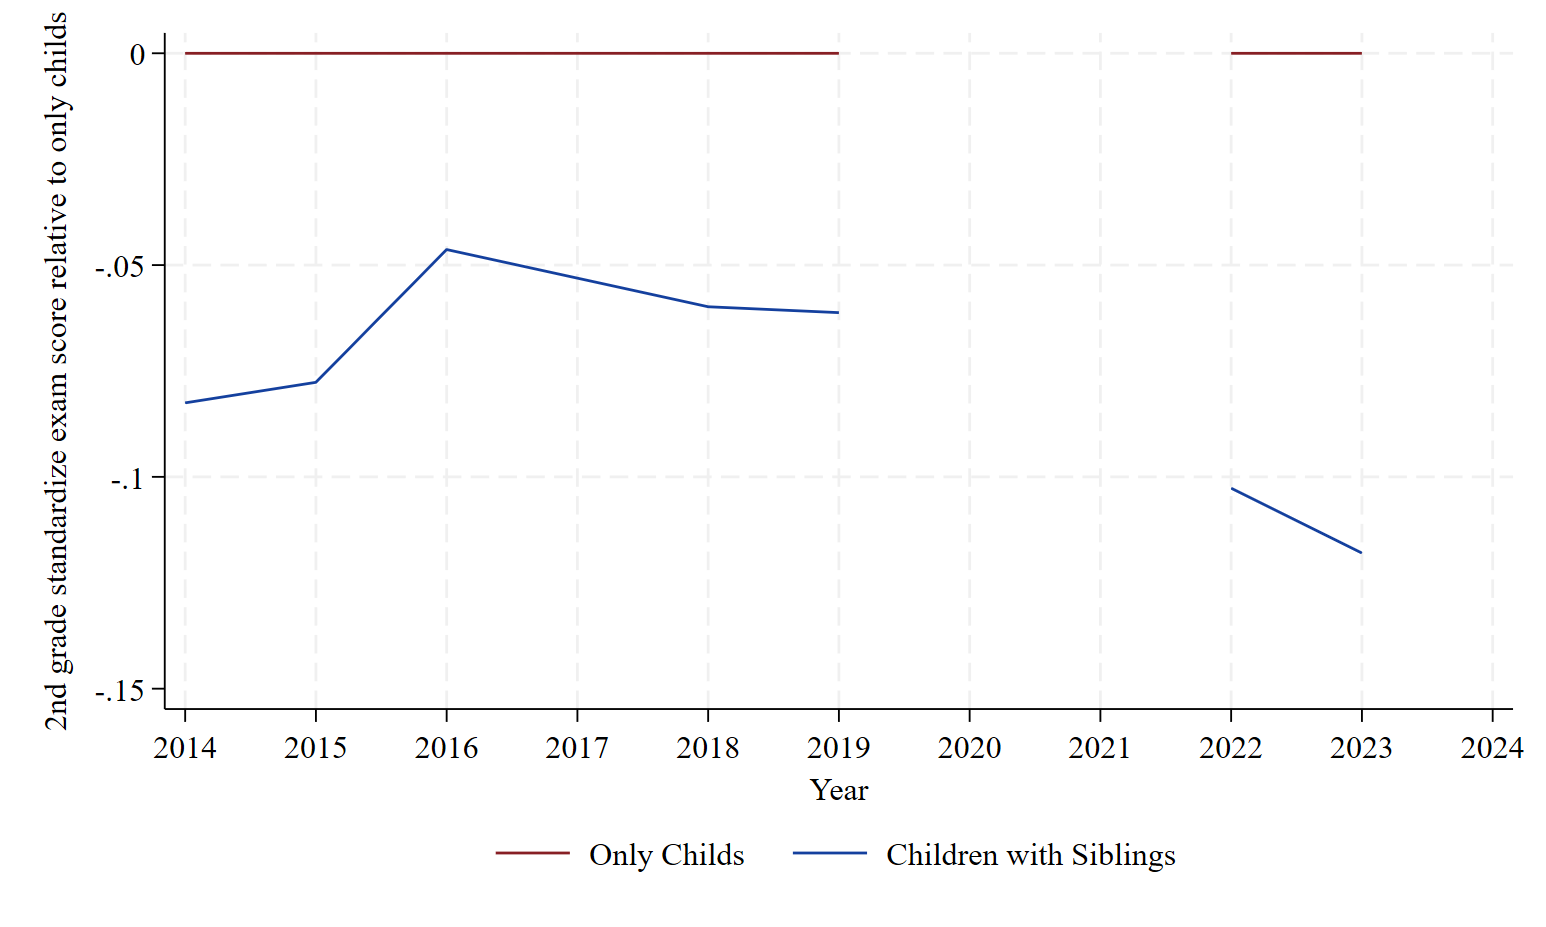 2nd grade standardize exam score relative to only childs
0
-.05
-.1
-.15
2014 2015 2016 2017 2018 2019 2020 2021 2022 2023 2024
Year
Only Childs Children with Siblings